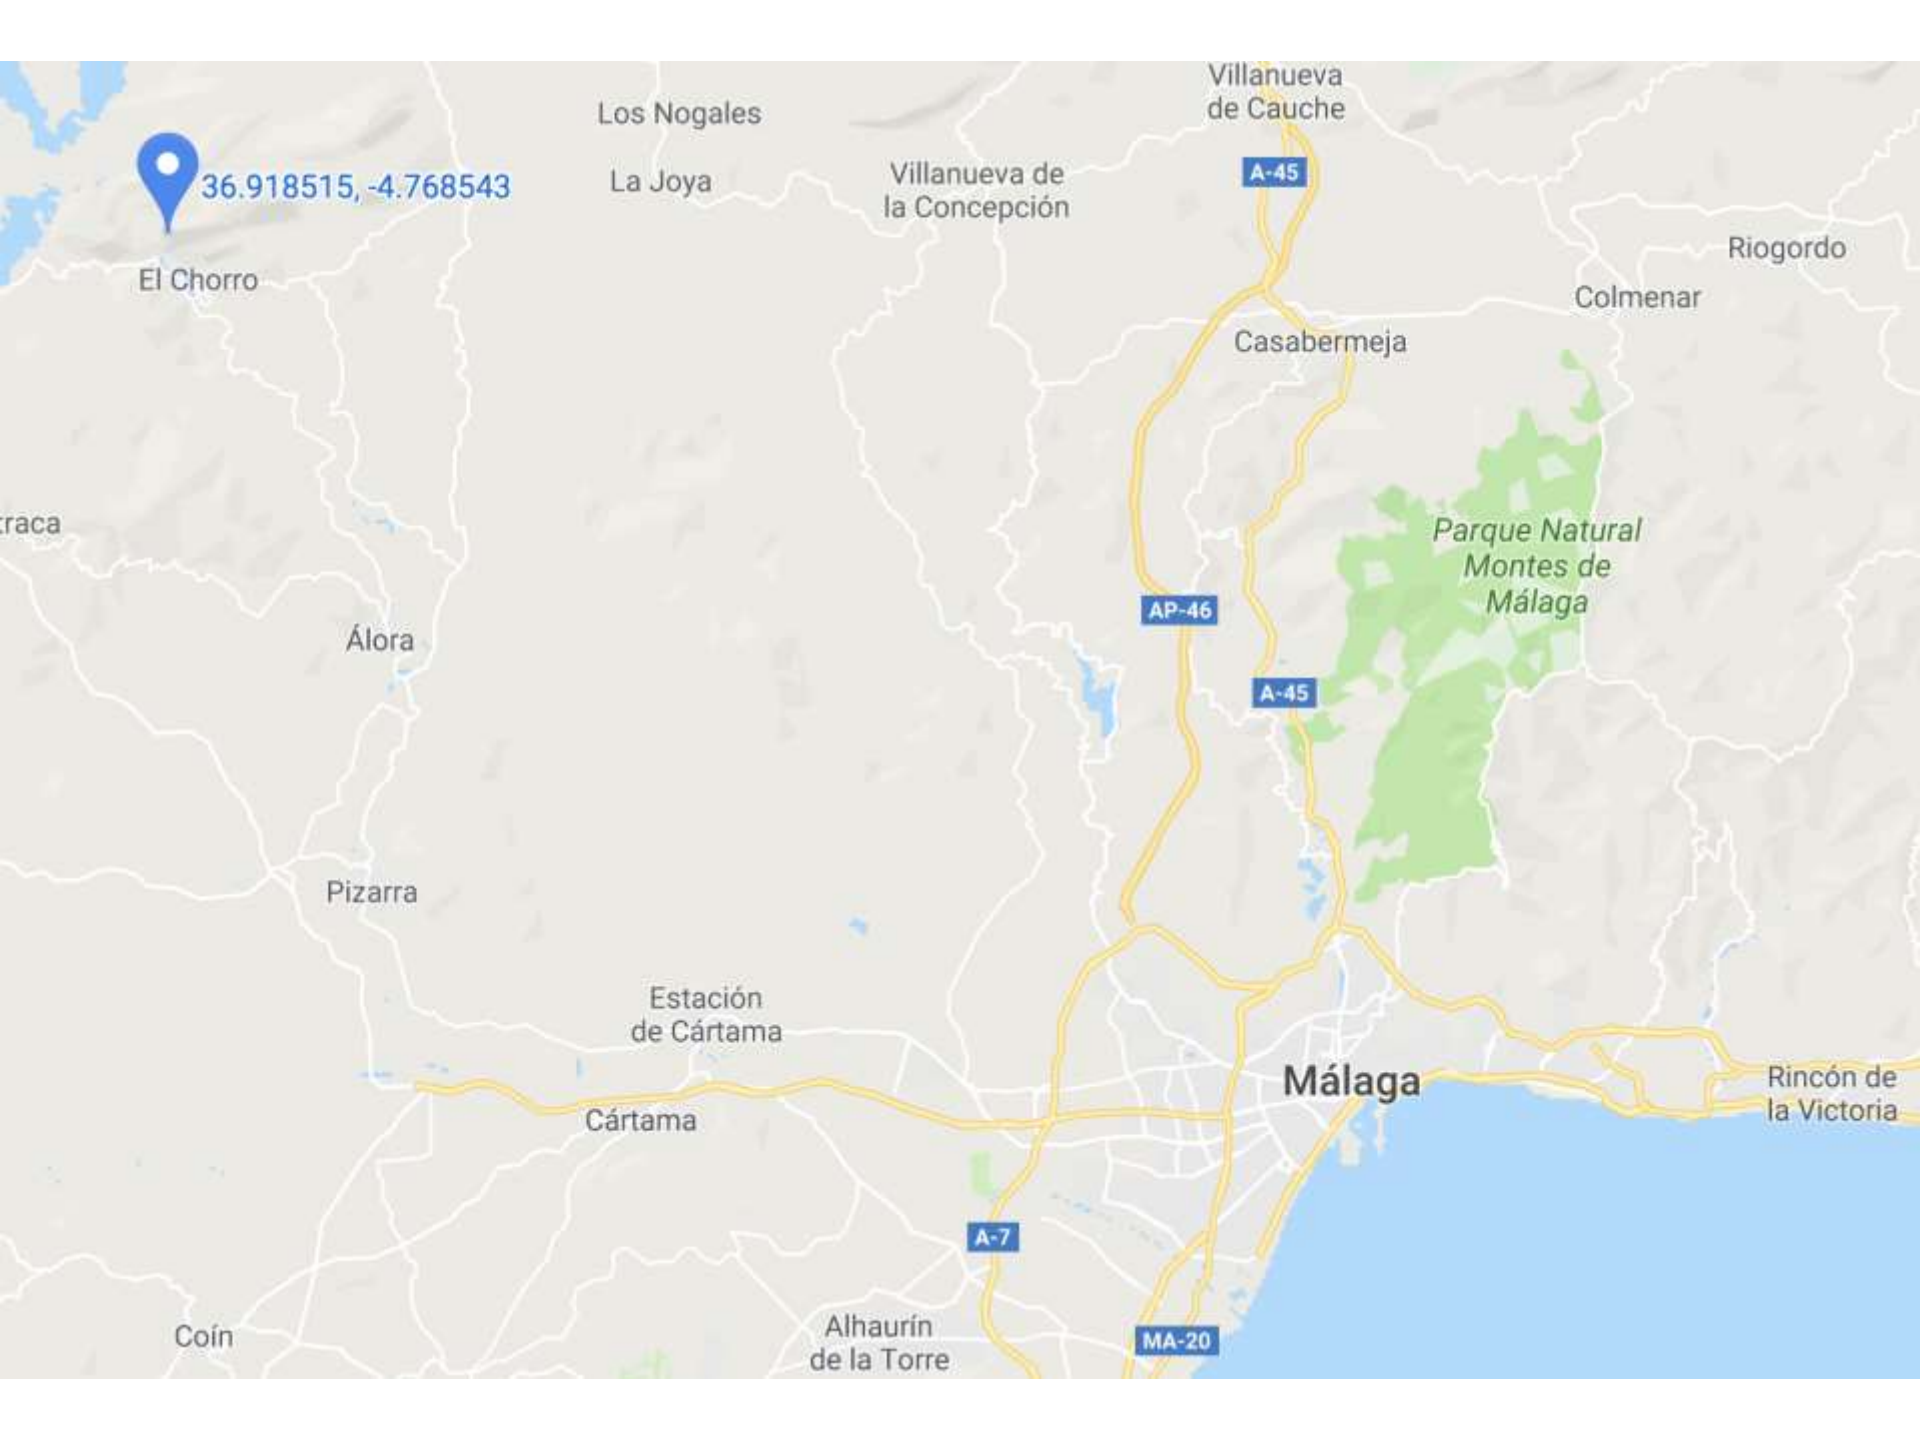 Villanueva
de Cauche
Los Nogales
A-45
36.918515, -4.768543
La Joya
Villanueva de
la Concepción
Riogordo
El Chorro
Colmenar
Casabermeja
traca
Parque Natural
Montes de
Málaga
AP-46
Álora
A-45
Pizarra
Estación
de Cártama
Málaga
Rincón de
la Victoria
Cártama
A-7
Coín
Alhaurín
de la Torre
MA-20